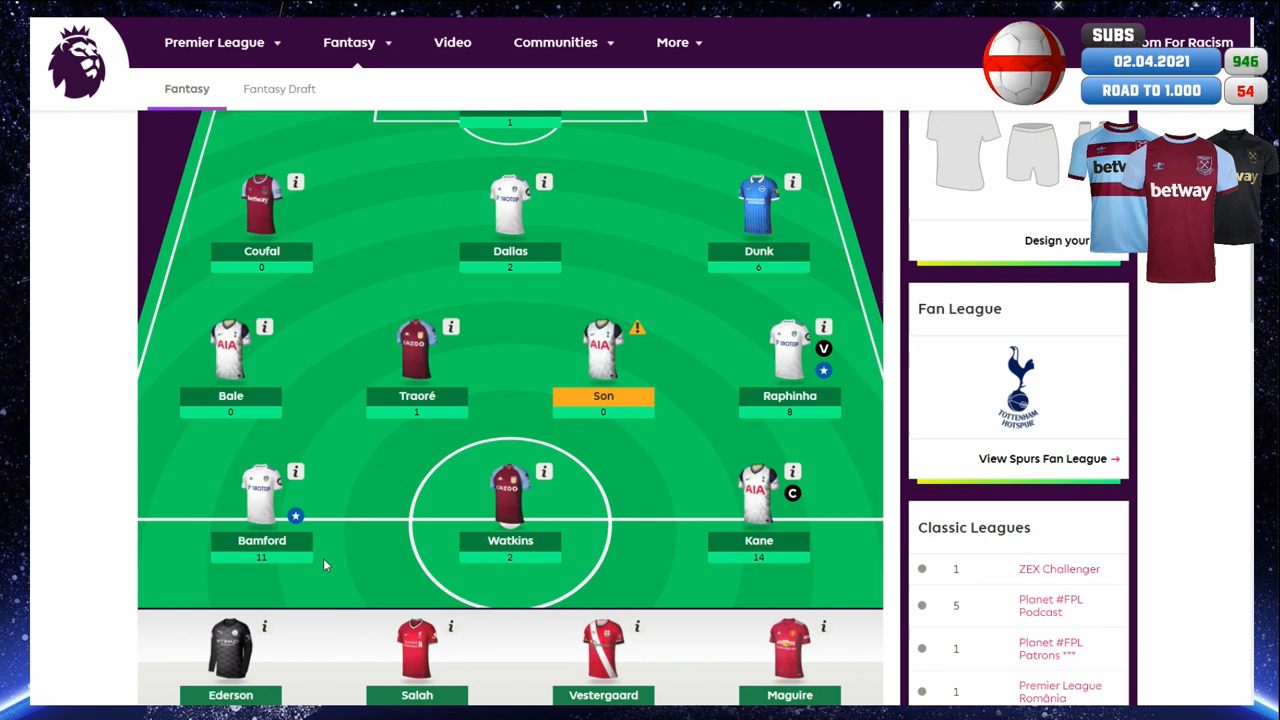 Premier League
Fantasy
Video
Communities
More
No Room For Racism
SUBS
02.04.2021
946
ROAD TO 1.000
54
Fantasy
Fantasy Draft
1
Coufal
0
Dallas
2
Dunk
6
Bale
0
Traoré
1
Son
0
V
Raphinha
8
Bamford
11
Watkins
2
C
Kane
14
Ederson
Salah
Vestergaard
Maguire
betway
Design your
Fan League
TOTTENHAM
HOTSPUR
View Spurs Fan League →
Classic Leagues
1 ZEX Challenger
5 Planet #FPL
Podcast
1 Planet #FPL
Patrons ***
1 Premier League
România